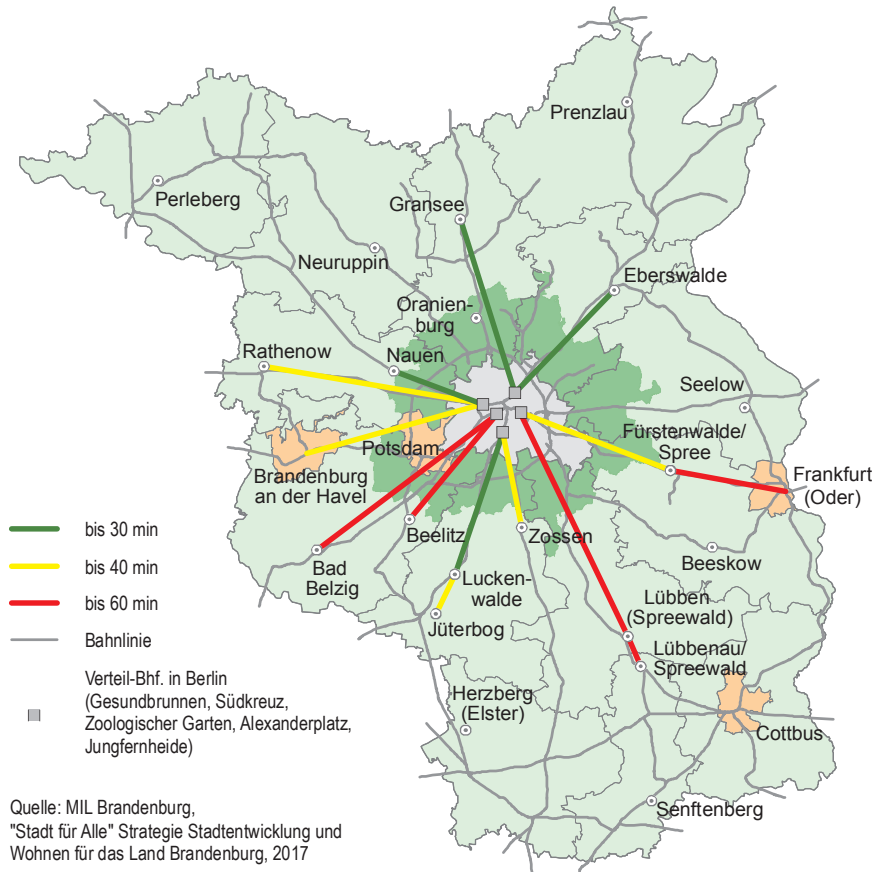 Prenzlau
Perleberg
Gransee
Neuruppin
Eberswalde
Oranien-
burg
Rathenow
Nauen
Seelow
Fürstenwalde/
Spree
Potsdam
Brandenburg
an der Havel
Frankfurt
(Oder)
Beelitz
Zossen
Bad
Belzig
Beeskow
Lucken-
walde
Jüterbog
Lübben
(Spreewald)
Lübbenau/
Spreewald
Herzberg
(Elster)
Cottbus
Senftenberg
bis 30 min
bis 40 min
bis 60 min
Bahnlinie
Verteil-Bhf. in Berlin
(Gesundbrunnen, Südkreuz,
Zoologischer Garten, Alexanderplatz,
Jungfernheide)
Quelle: MIL Brandenburg,
"Stadt für Alle" Strategie Stadtentwicklung und
Wohnen für das Land Brandenburg, 2017